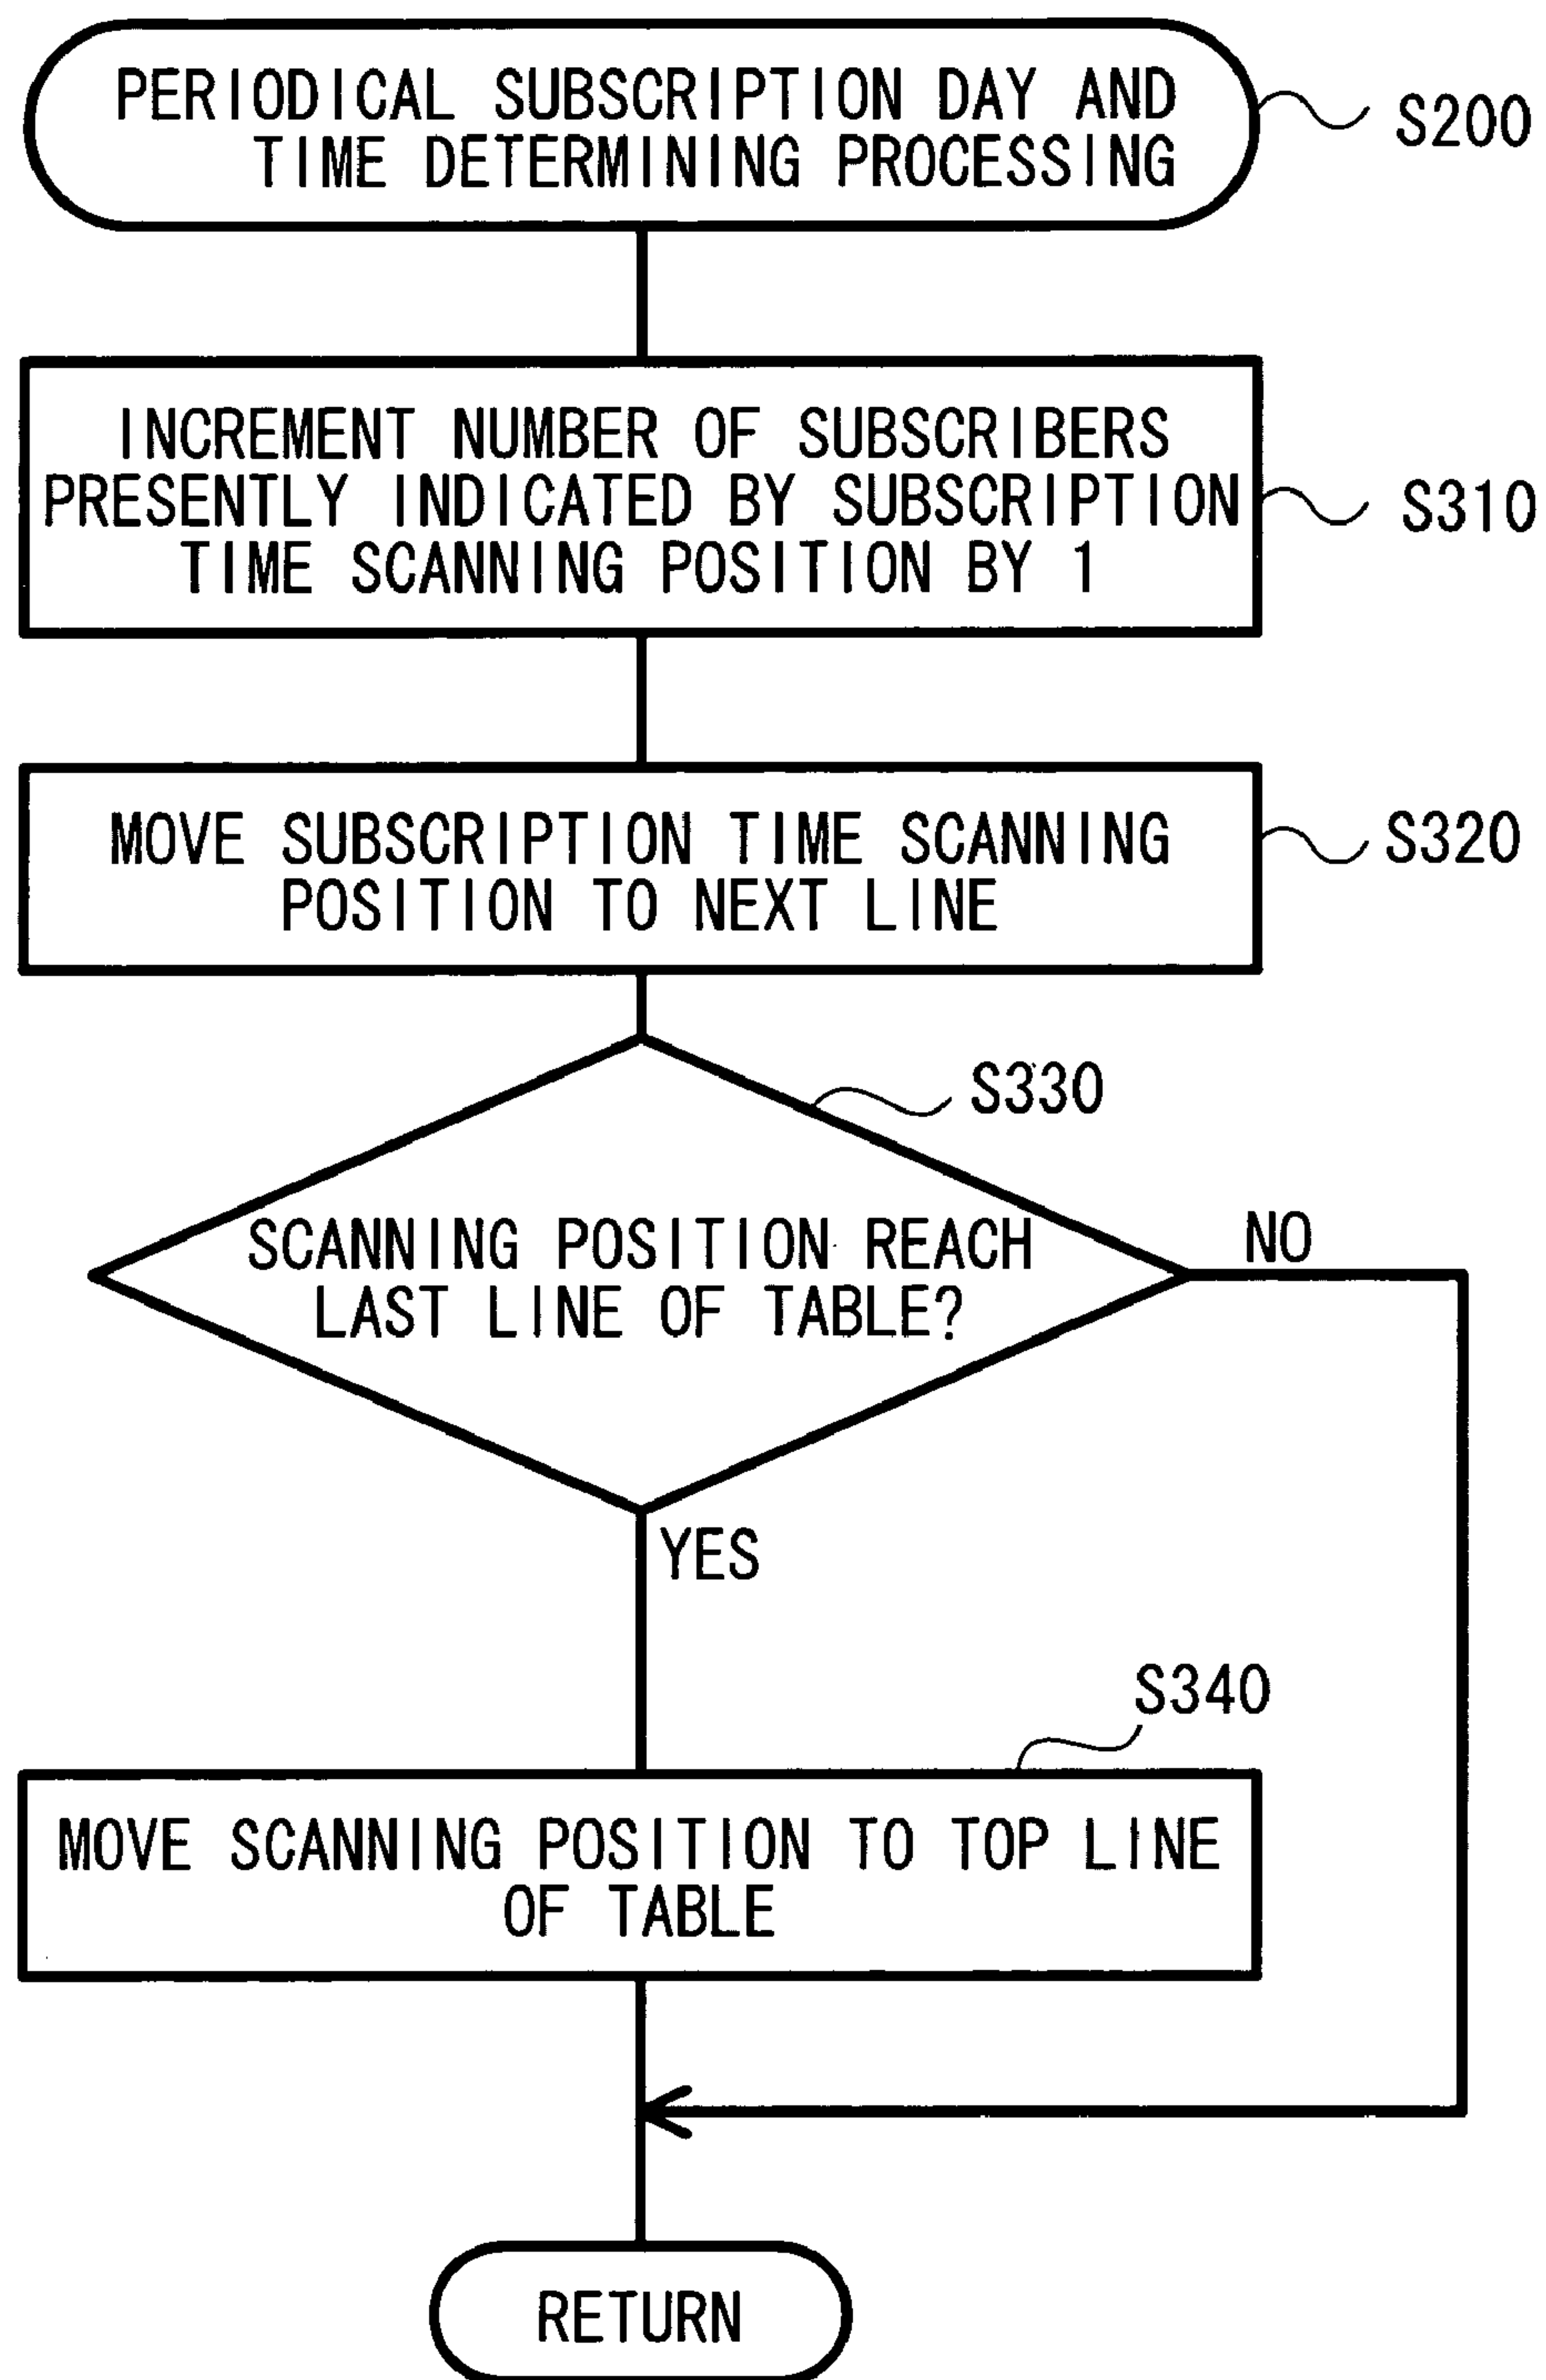 PERIODICAL SUBSCRIPTION DAY AND
TIME DETERMINING PROCESSING
S200
INCREMENT NUMBER OF SUBSCRIBERS
PRESENTLY INDICATED BY SUBSCRIPTION
TIME SCANNING POSITION BY 1
S310
MOVE SUBSCRIPTION TIME SCANNING
POSITION TO NEXT LINE
S320
S330
SCANNING POSITION REACH
LAST LINE OF TABLE?
NO
YES
S340
MOVE SCANNING POSITION TO TOP LINE
OF TABLE
RETURN